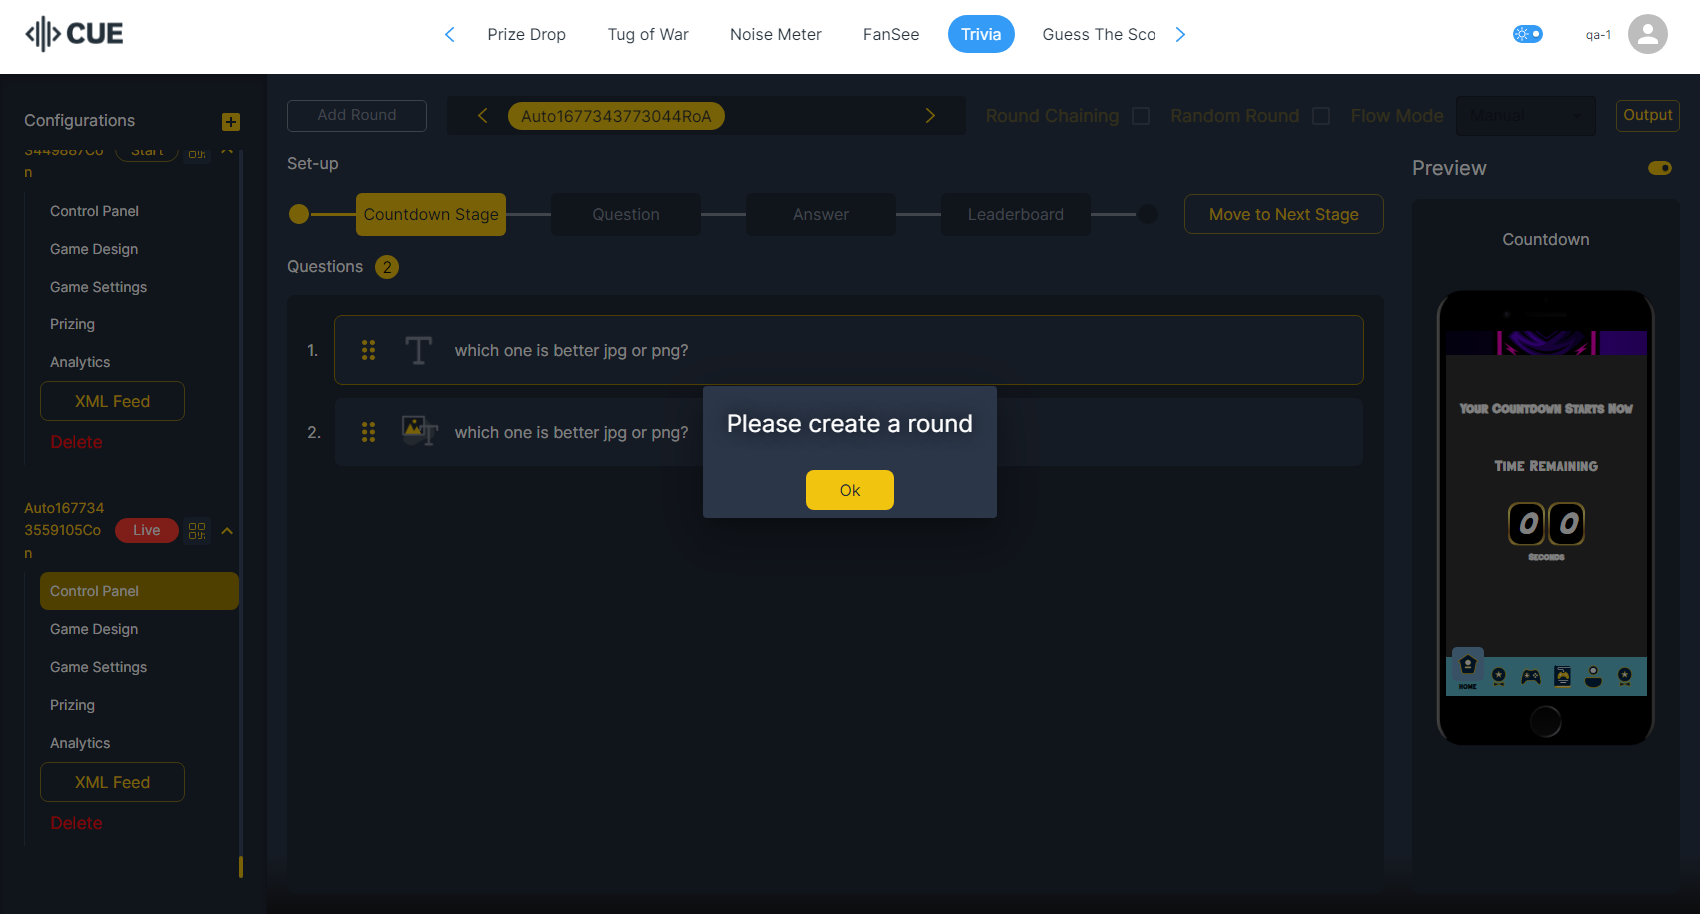 CUE
Prize Drop
Tug of War
Noise Meter
FanSee
Trivia
Guess The Sco
qa-1
Configurations
3449887Co
n
Start
Control Panel
Game Design
Game Settings
Prizing
Analytics
XML Feed
Delete
Auto167734
3559105Co
n
Live
Control Panel
Game Design
Game Settings
Prizing
Analytics
XML Feed
Delete
Add Round
Auto1677343773044RoA
Round Chaining
Random Round
Flow Mode
Manual
Output
Set-up
Countdown Stage
Question
Answer
Leaderboard
Move to Next Stage
Questions 2
1. which one is better jpg or png?
2. which one is better jpg or png?
Please create a round
Ok
Preview
Countdown
Your Countdown Starts Now
Time Remaining
0 0
Seconds
HOME